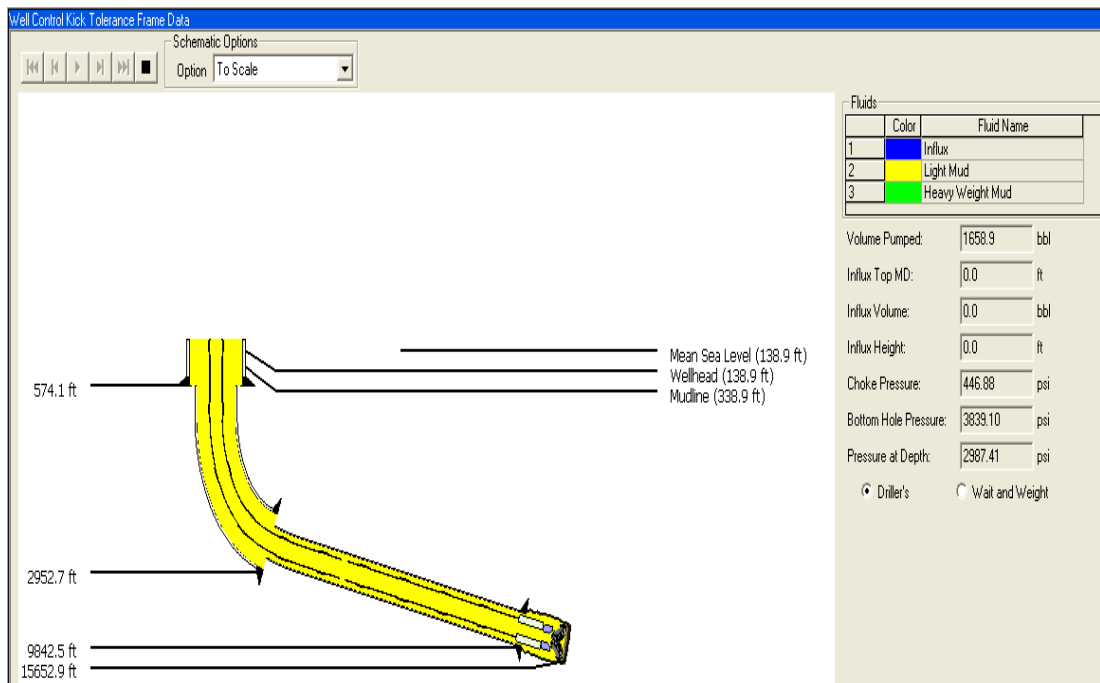 Well Control Kick Tolerance Frame Data
Schematic Options
Option To Scale
Fluids
Color Fluid Name
1 Influx
2 Light Mud
3 Heavy Weight Mud
Volume Pumped: 1658.9 bbl
Influx Top MD: 0.0 ft
Influx Volume: 0.0 bbl
Influx Height: 0.0 ft
Choke Pressure: 446.88 psi
Bottom Hole Pressure: 3839.10 psi
Pressure at Depth: 2987.41 psi
Driller's Wait and Weight
Mean Sea Level (138.9 ft)
Wellhead (138.9 ft)
Mudline (338.9 ft)
574.1 ft
2952.7 ft
9842.5 ft
15652.9 ft